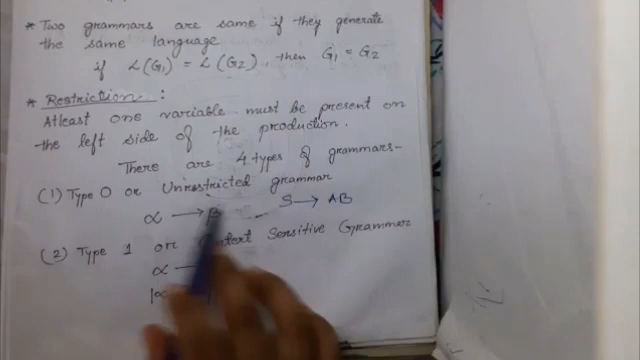 * Two grammars are same if they generate
the same language
if L(G1) = L(G2) then G1 = G2
* Restriction :
Atleast one variable must be present on
the left side of the production.
There are 4 types of grammars-
(1) Type 0 or Unrestricted grammar
α → β S → AB
(2) Type 1 or Context Sensitive Grammar
α →
|α